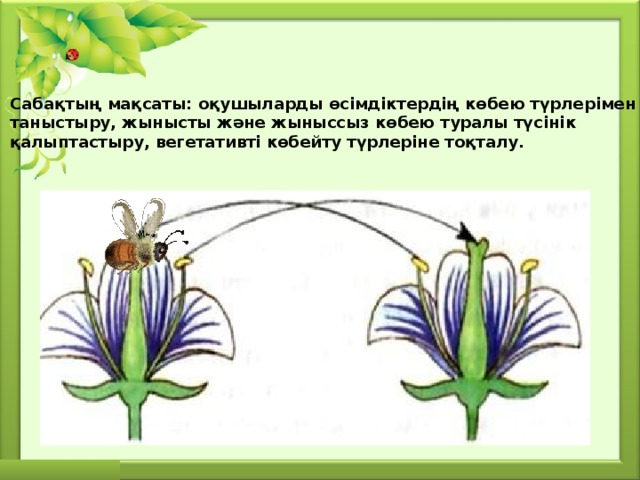 Сабақтың мақсаты: оқушыларды өсімдіктердің көбею түрлерімен
таныстыру, жынысты және жыныссыз көбею туралы түсінік
қалыптастыру, вегетативті көбейту түрлеріне тоқталу.